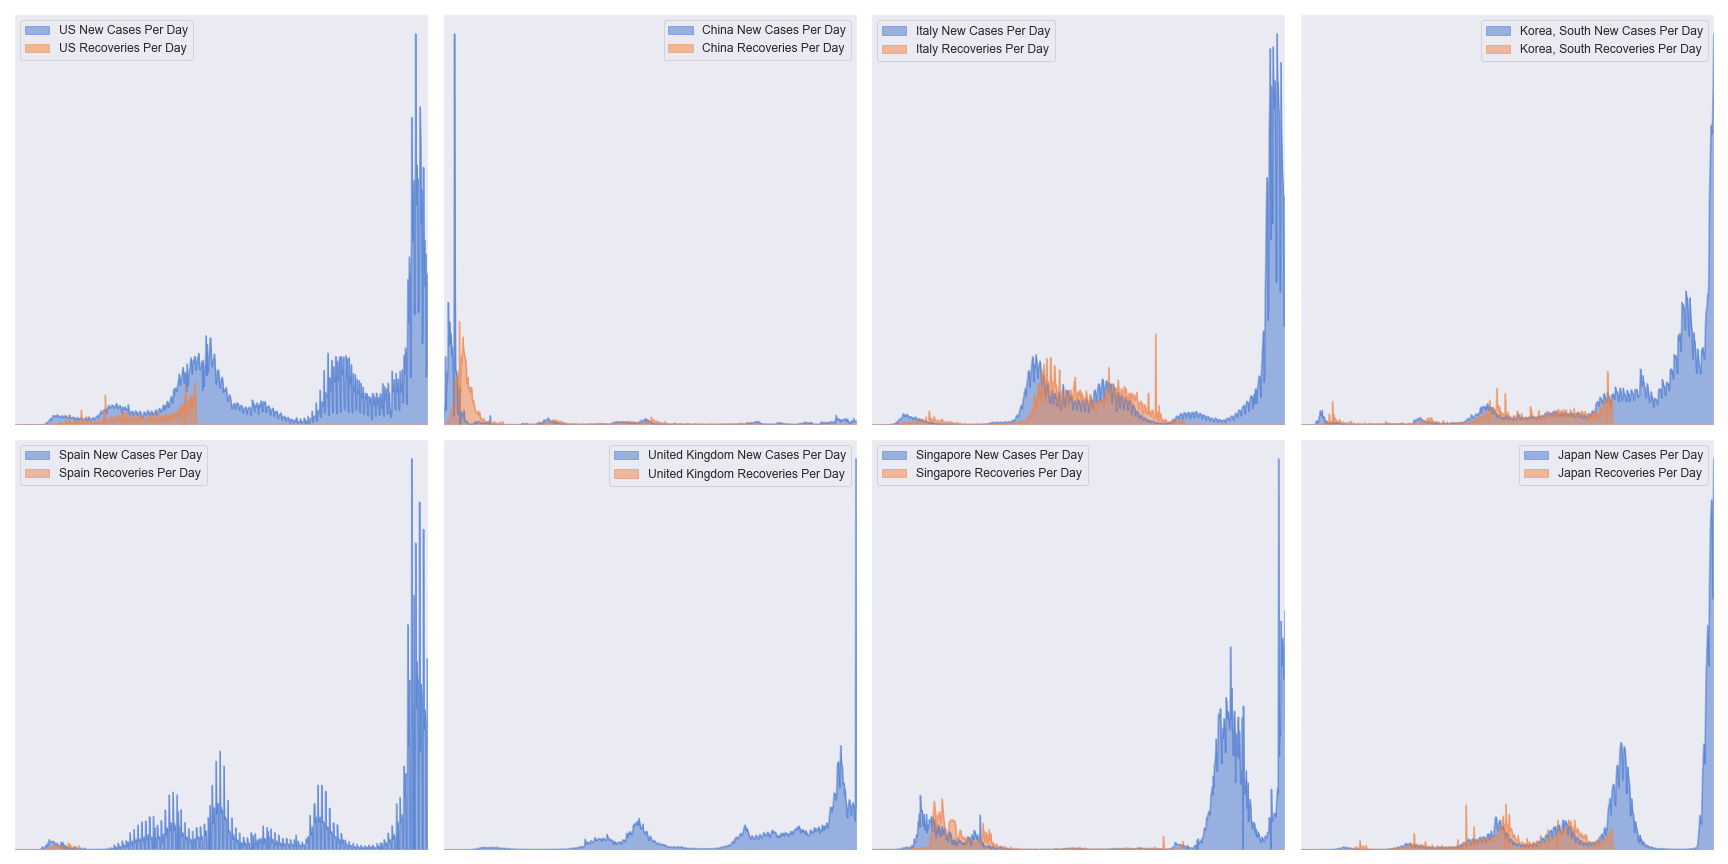 US New Cases Per Day
US Recoveries Per Day
China New Cases Per Day
China Recoveries Per Day
Italy New Cases Per Day
Italy Recoveries Per Day
Korea, South New Cases Per Day
Korea, South Recoveries Per Day
Spain New Cases Per Day
Spain Recoveries Per Day
United Kingdom New Cases Per Day
United Kingdom Recoveries Per Day
Singapore New Cases Per Day
Singapore Recoveries Per Day
Japan New Cases Per Day
Japan Recoveries Per Day